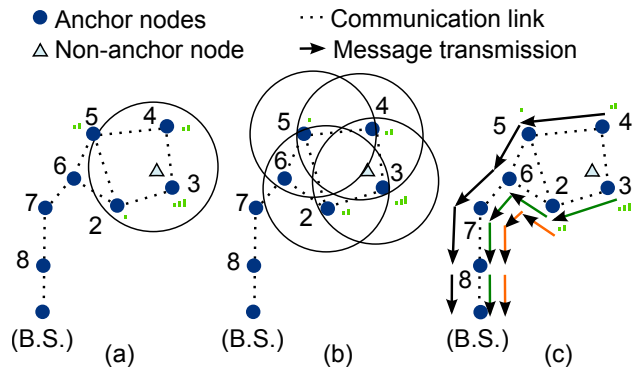 Anchor nodes
Communication link
Non-anchor node
Message transmission
5
4
6
3
7
2
8
(B.S.)
(a)
5
4
6
3
7
2
8
(B.S.)
(b)
5
4
6
2
3
7
8
(B.S.)
(c)